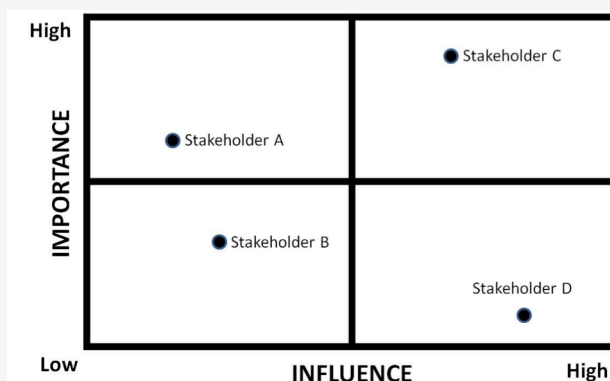 High
Stakeholder C
Stakeholder A
IMPORTANCE
Stakeholder B
Stakeholder D
Low
INFLUENCE
High